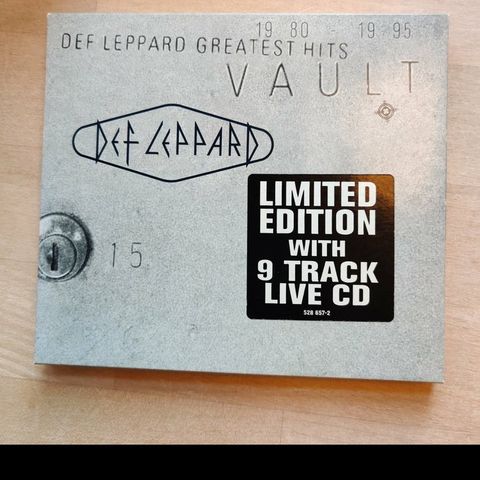 19 80 - 19 95
DEF LEPPARD GREATEST HITS
VAULT
DEF LEPPARD
15
LIMITED
EDITION
WITH
9 TRACK
LIVE CD
528 657-2